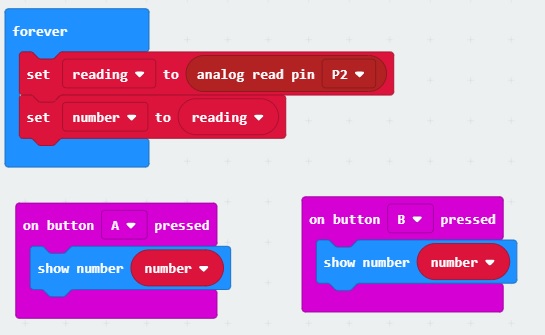 forever
set reading to analog read pin P2
set number to reading
on button A pressed
show number number
on button B pressed
show number number